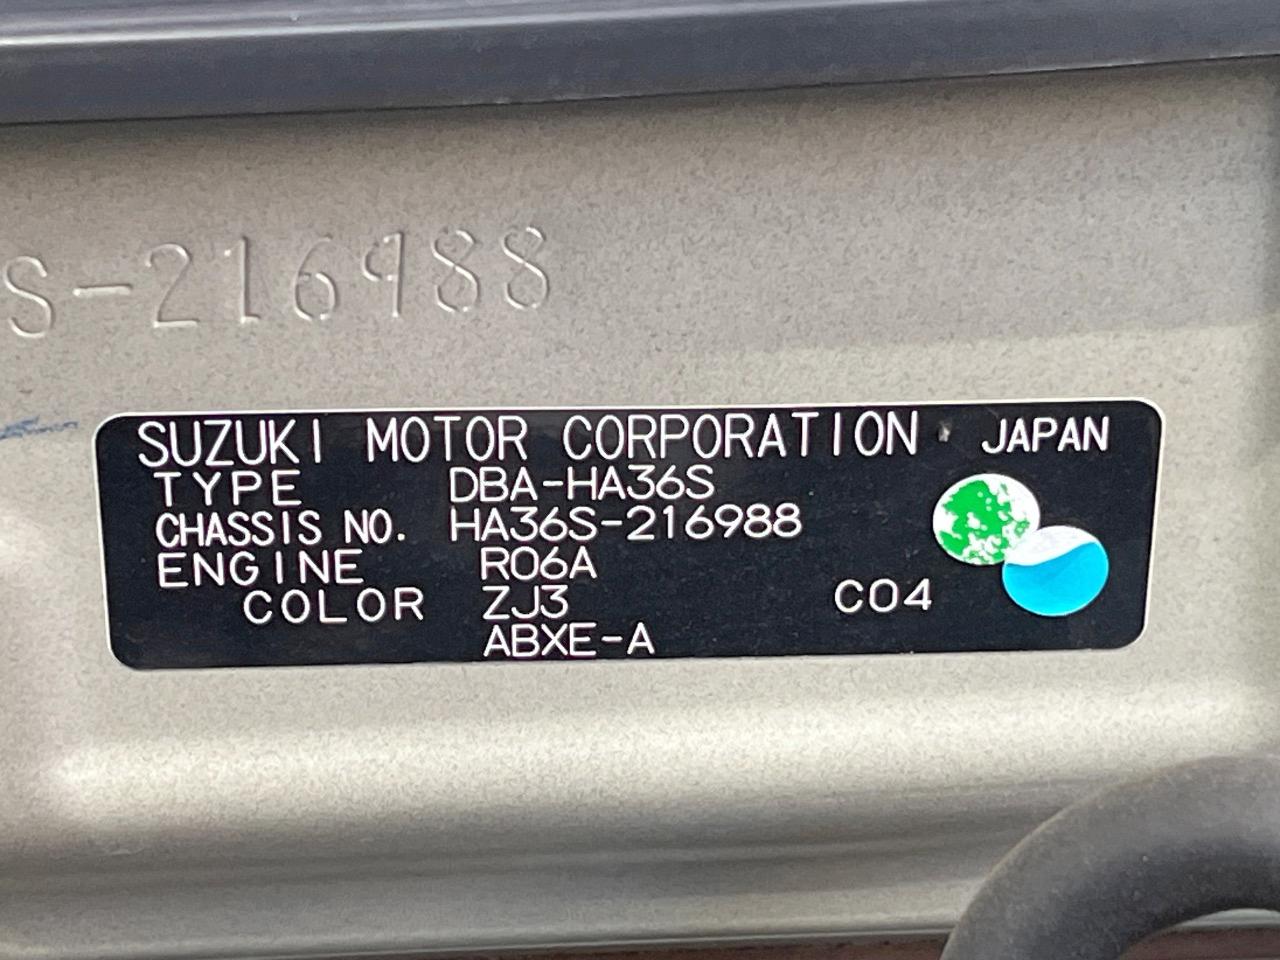 S-216988
SUZUKI MOTOR CORPORATION JAPAN
TYPE DBA-HA36S
CHASSIS NO. HA36S-216988
ENGINE R06A
COLOR ZJ3 C04
ABXE-A